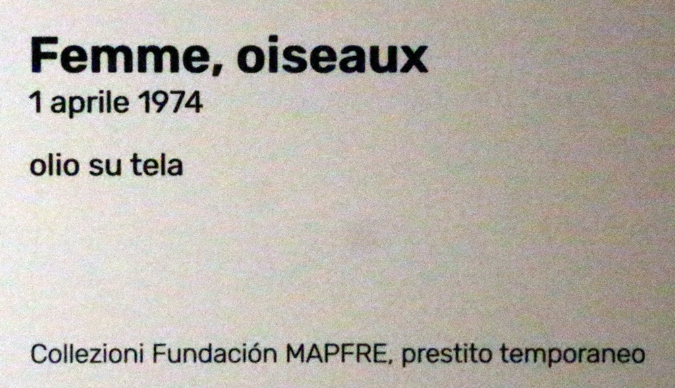 Femme, oiseaux
1 aprile 1974
olio su tela
Collezioni Fundación MAPFRE, prestito temporaneo